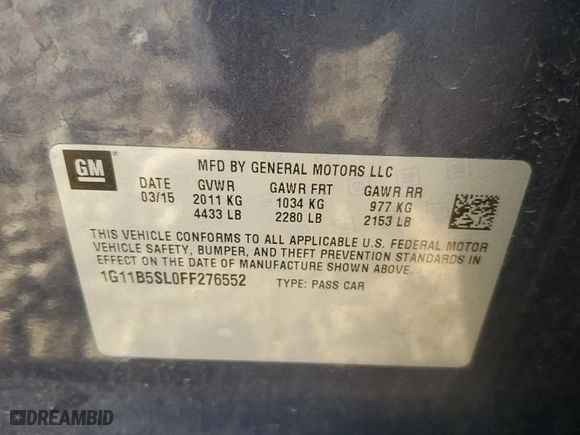 GM
MFD BY GENERAL MOTORS LLC
DATE GVWR GAWR FRT GAWR RR
03/15 2011 KG 1034 KG 977 KG
4433 LB 2280 LB 2153 LB
THIS VEHICLE CONFORMS TO ALL APPLICABLE U.S. FEDERAL MOTOR
VEHICLE SAFETY, BUMPER, AND THEFT PREVENTION STANDARDS
IN EFFECT ON THE DATE OF MANUFACTURE SHOWN ABOVE.
1G11B5SL0FF276552 TYPE: PASS CAR
DREAMBID